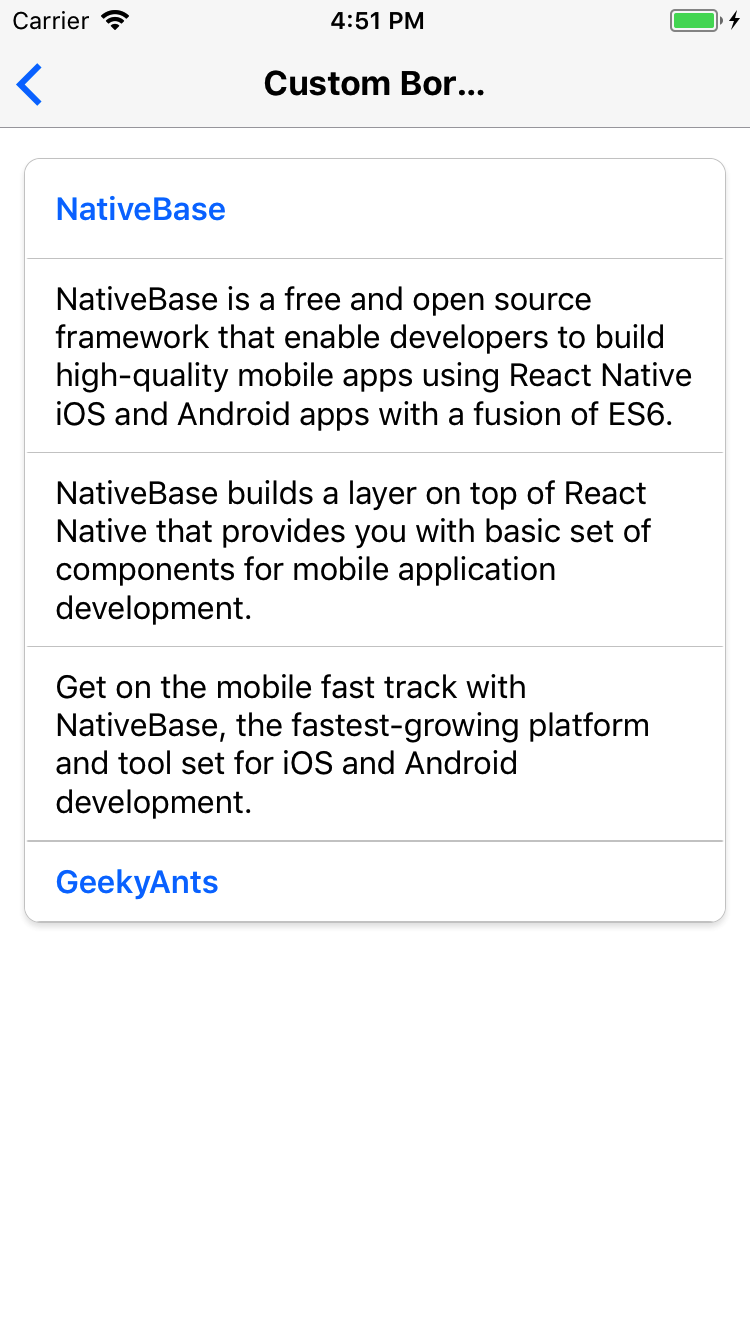 Carrier 4:51 PM
Custom Bor...
NativeBase
NativeBase is a free and open source
framework that enable developers to build
high-quality mobile apps using React Native
iOS and Android apps with a fusion of ES6.
NativeBase builds a layer on top of React
Native that provides you with basic set of
components for mobile application
development.
Get on the mobile fast track with
NativeBase, the fastest-growing platform
and tool set for iOS and Android
development.
GeekyAnts